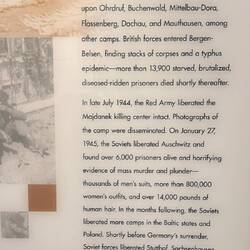 upon Ohrdruf, Buchenwald, Mittelbau-Dora,
Flossenberg, Dachau, and Mauthausen, among
other camps. British forces entered Bergen-
Belsen, finding stacks of corpses and a typhus
epidemic—more than 13,900 starved, brutalized,
diseased-ridden prisoners died shortly thereafter.
In late July 1944, the Red Army liberated the
Majdanek killing center intact. Photographs of
the camp were disseminated. On January 27,
1945, the Soviets liberated Auschwitz and
found over 6,000 prisoners alive and horrifying
evidence of mass murder and plunder—
thousands of men's suits, more than 800,000
women's outfits, and over 14,000 pounds of
human hair. In the months following, the Soviets
liberated more camps in the Baltic states and
Poland. Shortly before Germany's surrender,
Soviet forces liberated Stutthof, Sachsenhausen,